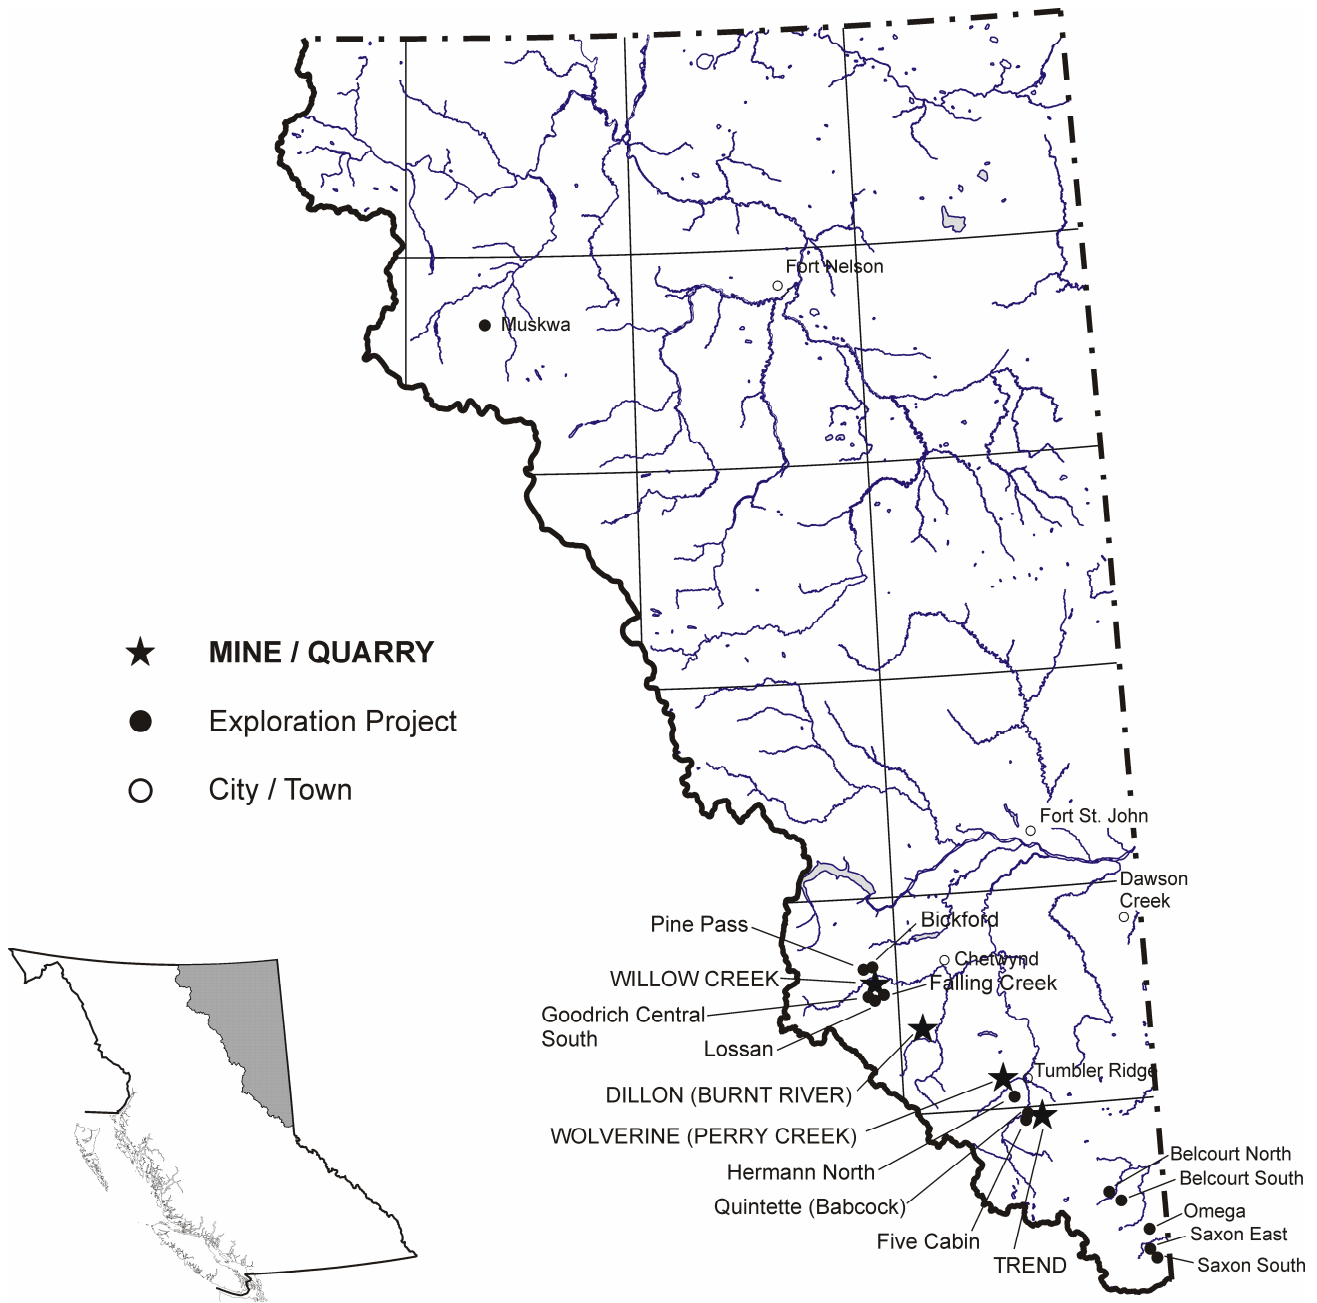 Fort Nelson
Muskwa
MINE / QUARRY
Exploration Project
City / Town
Fort St. John
Dawson
Creek
Pine Pass
Bickford
Chetwynd
WILLOW CREEK
Falling Creek
Goodrich Central
South
Lossan
Tumbler Ridge
DILLON (BURNT RIVER)
WOLVERINE (PERRY CREEK)
Hermann North
Quintette (Babcock)
Five Cabin
TREND
Belcourt North
Belcourt South
Omega
Saxon East
Saxon South